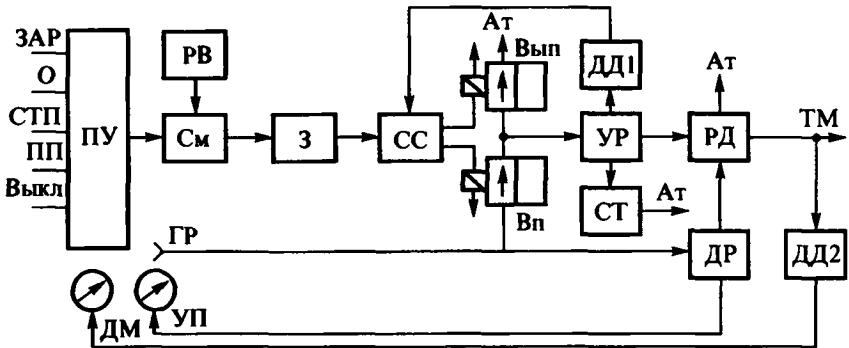 ЗАР
О
СТП
ПП
Выкл
ПУ
РВ
См
З
СС
Ат
Вып
Вп
ДД1
УР
СТ
Ат
Ат
РД
ТМ
ДР
ДД2
ГР
ДМ
УП